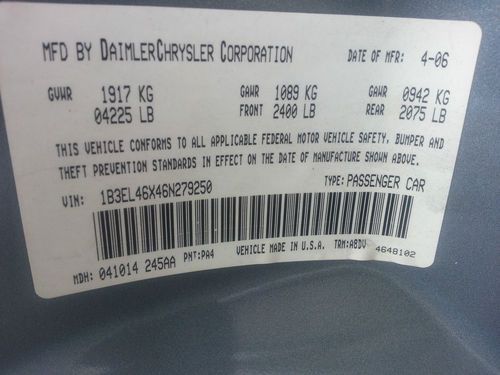 MFD BY DAIMLERCHRYSLER CORPORATION DATE OF MFR: 4-06
GVWR 1917 KG GAWR 1089 KG GAWR 0942 KG
04225 LB FRONT 2400 LB REAR 2075 LB
THIS VEHICLE CONFORMS TO ALL APPLICABLE FEDERAL MOTOR VEHICLE SAFETY, BUMPER AND
THEFT PREVENTION STANDARDS IN EFFECT ON THE DATE OF MANUFACTURE SHOWN ABOVE.
VIN: 1B3EL46X46N279250 TYPE: PASSENGER CAR
MDH: 041014 245AA PNT:PA4 VEHICLE MADE IN U.S.A. TRM:ABDV 4648102